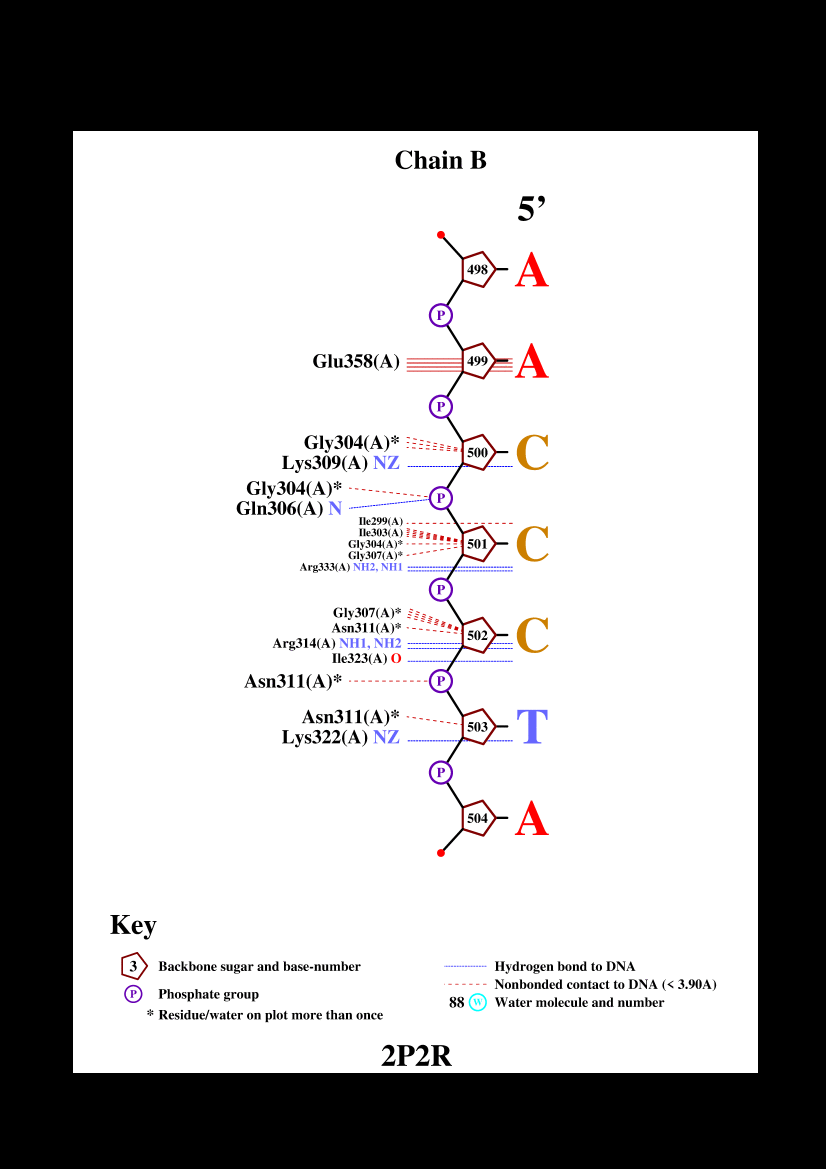 Chain B
5’
498 A
P
Glu358(A) 499 A
P
Gly304(A)*
500 C
Lys309(A) NZ
Gly304(A)*
P
Gln306(A) N
Ile299(A)
Ile303(A)
Gly304(A)* 501 C
Gly307(A)*
Arg333(A) NH2, NH1
P
Gly307(A)*
Asn311(A)* 502 C
Arg314(A) NH1, NH2
Ile323(A) O
Asn311(A)* P
Asn311(A)*
503 T
Lys322(A) NZ
P
504 A
Key
3 Backbone sugar and base-number
P Phosphate group
* Residue/water on plot more than once
Hydrogen bond to DNA
Nonbonded contact to DNA (< 3.90A)
88 W Water molecule and number
2P2R